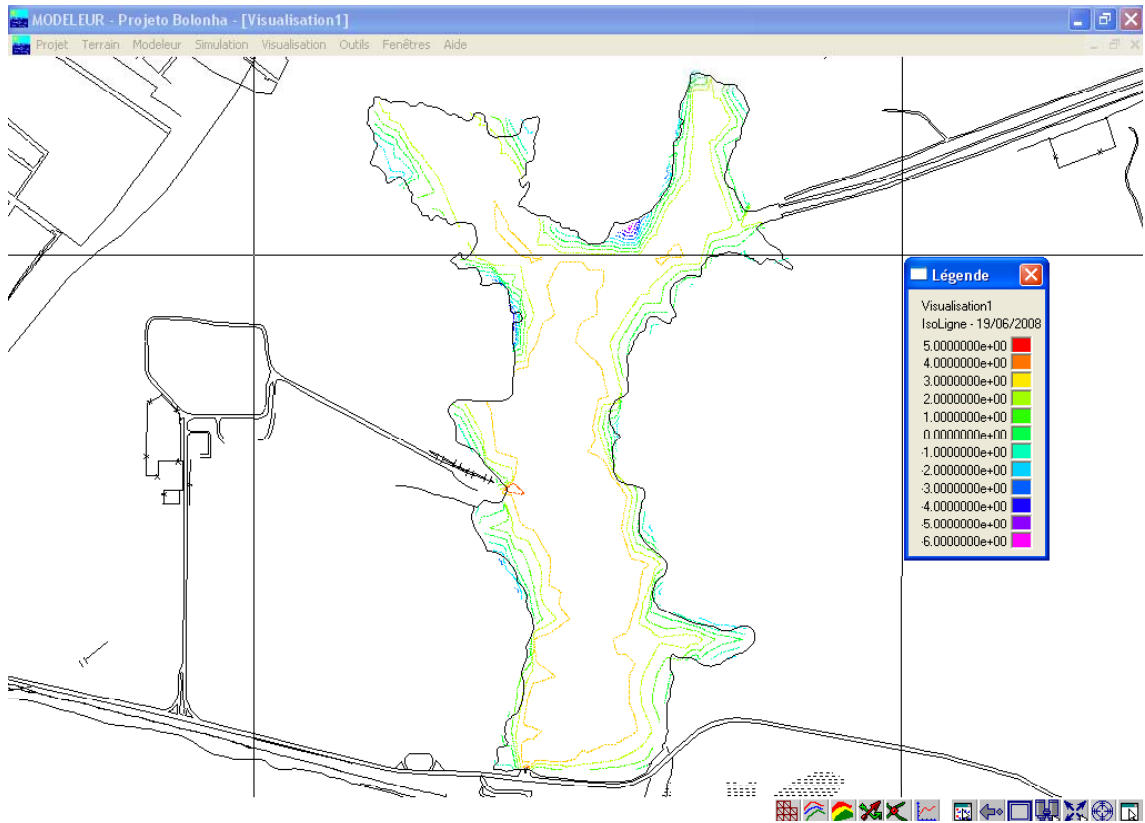 MODELEUR - Projeto Bolonha - [Visualisation1]
Projet Terrain Modeleur Simulation Visualisation Outils Fenêtres Aide
Légende
Visualisation1
IsoLigne - 19/06/2008
5.0000000e+00
4.0000000e+00
3.0000000e+00
2.0000000e+00
1.0000000e+00
0.0000000e+00
-1.0000000e+00
-2.0000000e+00
-3.0000000e+00
-4.0000000e+00
-5.0000000e+00
-6.0000000e+00